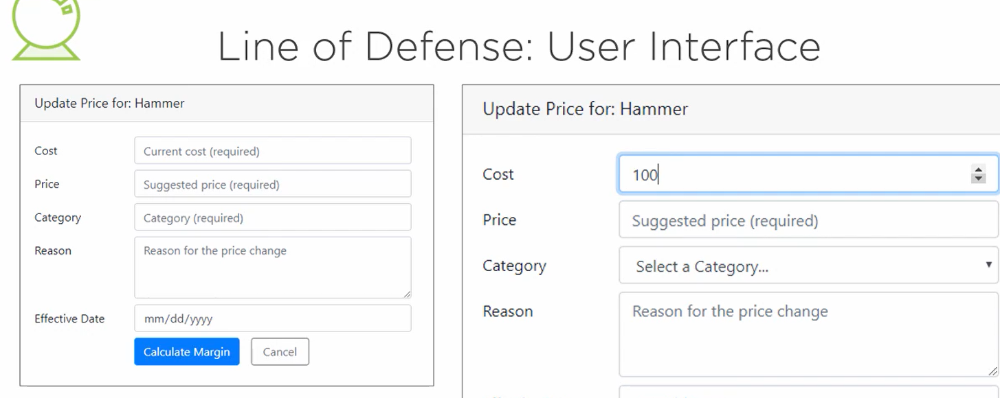 Line of Defense: User Interface
Update Price for: Hammer
Cost
Current cost (required)
Price
Suggested price (required)
Category
Category (required)
Reason
Reason for the price change
Effective Date
mm/dd/yyyy
Calculate Margin
Cancel
Update Price for: Hammer
Cost
100
Price
Suggested price (required)
Category
Select a Category...
Reason
Reason for the price change